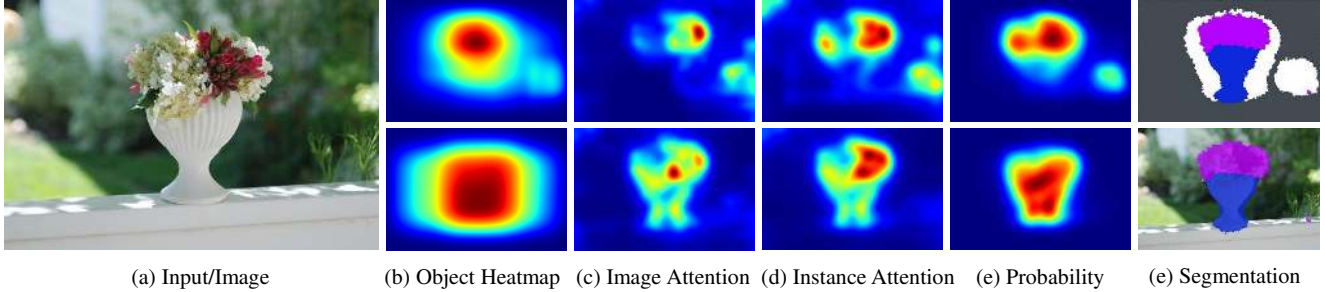 (a) Input/Image (b) Object Heatmap (c) Image Attention (d) Instance Attention (e) Probability (e) Segmentation